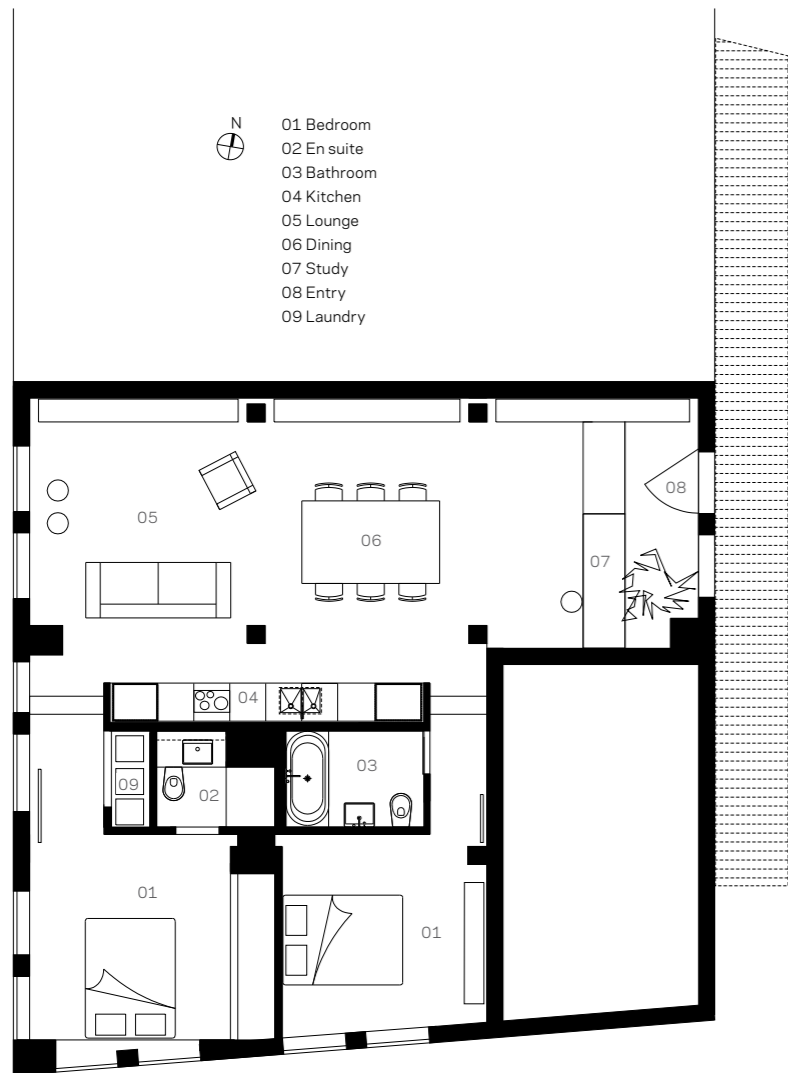 N
01 Bedroom
02 En suite
03 Bathroom
04 Kitchen
05 Lounge
06 Dining
07 Study
08 Entry
09 Laundry
08
05
06
07
04
03
09
02
01
01